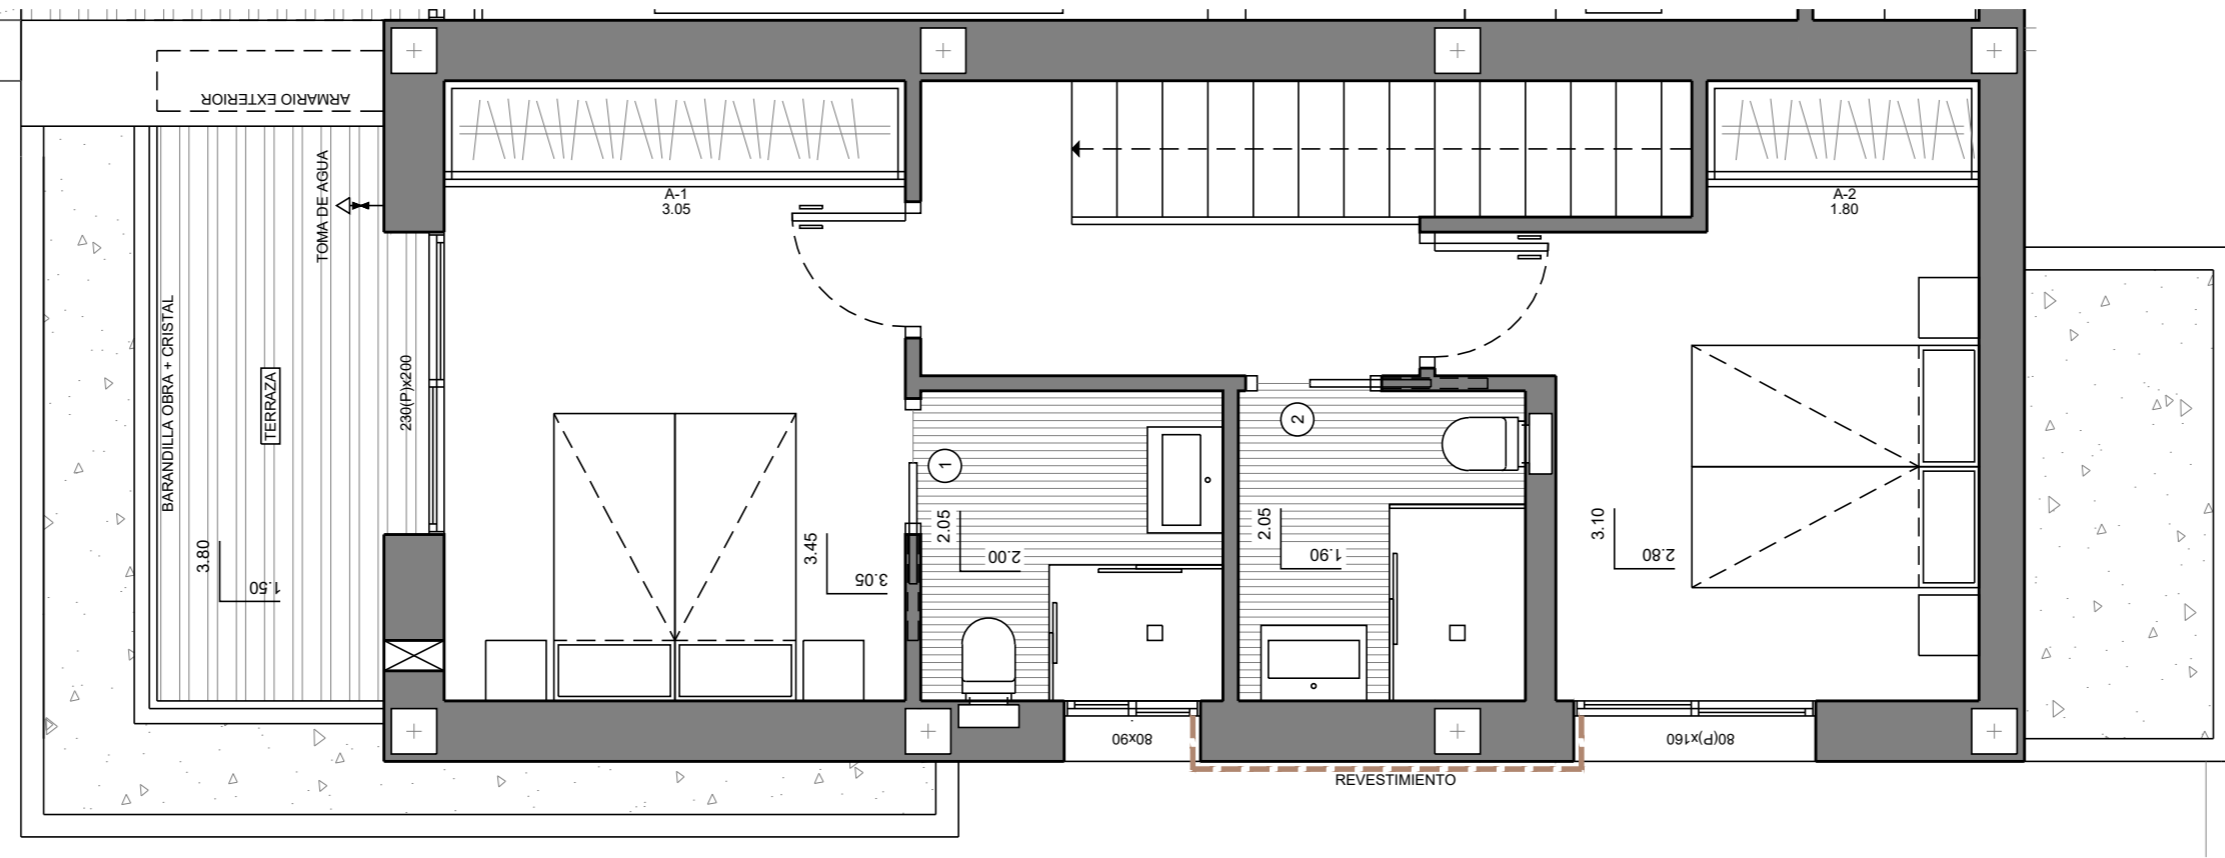 ARMARIO EXTERIOR
TOMA DE AGUA
BARANDILLA OBRA + CRISTAL
TERRAZA
230(P)x200
3.80
1.50
A-1
3.05
3.45
3.05
1
2.05
2.00
80x90
2
2.05
1.90
REVESTIMIENTO
A-2
1.80
3.10
2.80
80(P)x160